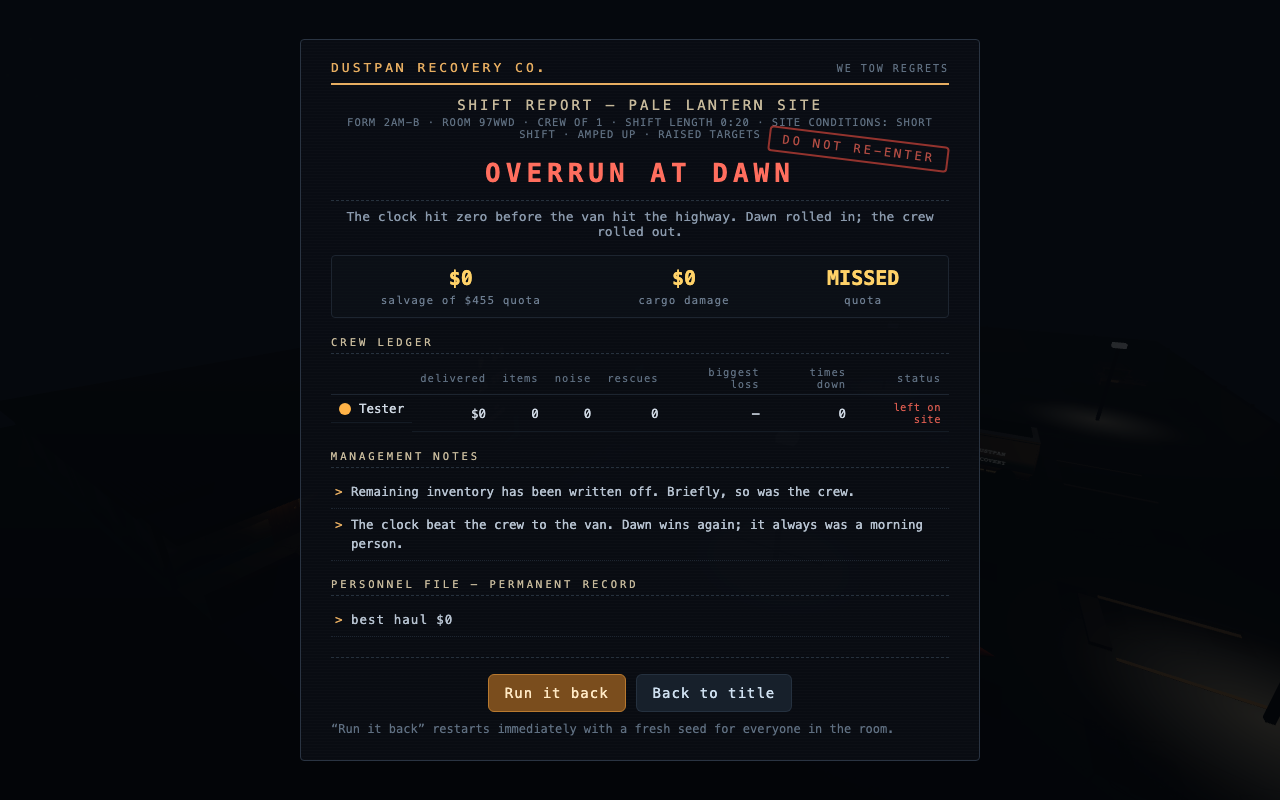 DUSTPAN RECOVERY CO.
WE TOW REGRETS
SHIFT REPORT — PALE LANTERN SITE
FORM 2AM-B · ROOM 97WWD · CREW OF 1 · SHIFT LENGTH 0:20 · SITE CONDITIONS: SHORT
SHIFT · AMPED UP · RAISED TARGETS
DO NOT RE-ENTER
OVERRUN AT DAWN
The clock hit zero before the van hit the highway. Dawn rolled in; the crew
rolled out.
$0 $0 MISSED
salvage of $455 quota cargo damage quota
CREW LEDGER
delivered items noise rescues biggest loss times down status
Tester $0 0 0 0 — 0 left on site
MANAGEMENT NOTES
> Remaining inventory has been written off. Briefly, so was the crew.
> The clock beat the crew to the van. Dawn wins again; it always was a morning
person.
PERSONNEL FILE — PERMANENT RECORD
> best haul $0
Run it back Back to title
“Run it back” restarts immediately with a fresh seed for everyone in the room.